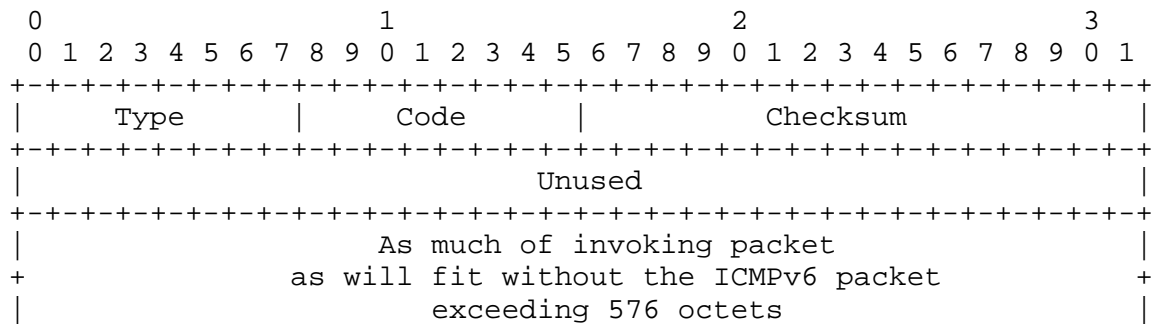 0                   1                   2                   3
 0 1 2 3 4 5 6 7 8 9 0 1 2 3 4 5 6 7 8 9 0 1 2 3 4 5 6 7 8 9 0 1
+-+-+-+-+-+-+-+-+-+-+-+-+-+-+-+-+-+-+-+-+-+-+-+-+-+-+-+-+-+-+-+-+
|     Type      |     Code      |          Checksum             |
+-+-+-+-+-+-+-+-+-+-+-+-+-+-+-+-+-+-+-+-+-+-+-+-+-+-+-+-+-+-+-+-+
|                             Unused                            |
+-+-+-+-+-+-+-+-+-+-+-+-+-+-+-+-+-+-+-+-+-+-+-+-+-+-+-+-+-+-+-+-+
|                    As much of invoking packet                 |
+               as will fit without the ICMPv6 packet           +
|                       exceeding 576 octets                    |